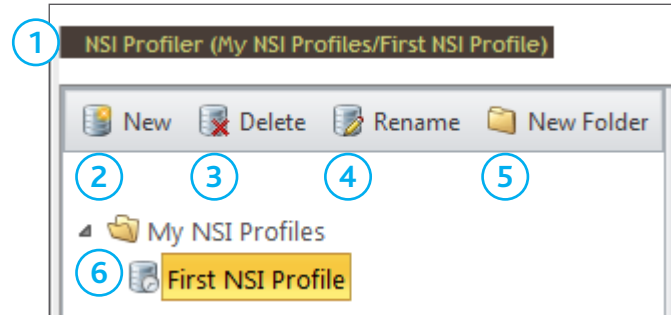 1 NSI Profiler (My NSI Profiles/First NSI Profile)
New Delete Rename New Folder
2 3 4 5
My NSI Profiles
6 First NSI Profile